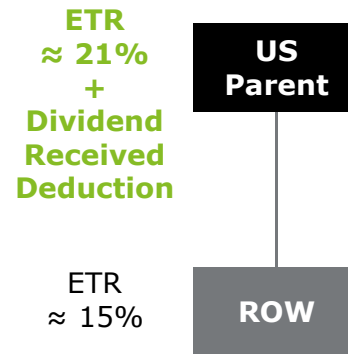 ETR
≈ 21%
+
Dividend
Received
Deduction
US
Parent
ETR
≈ 15%
ROW